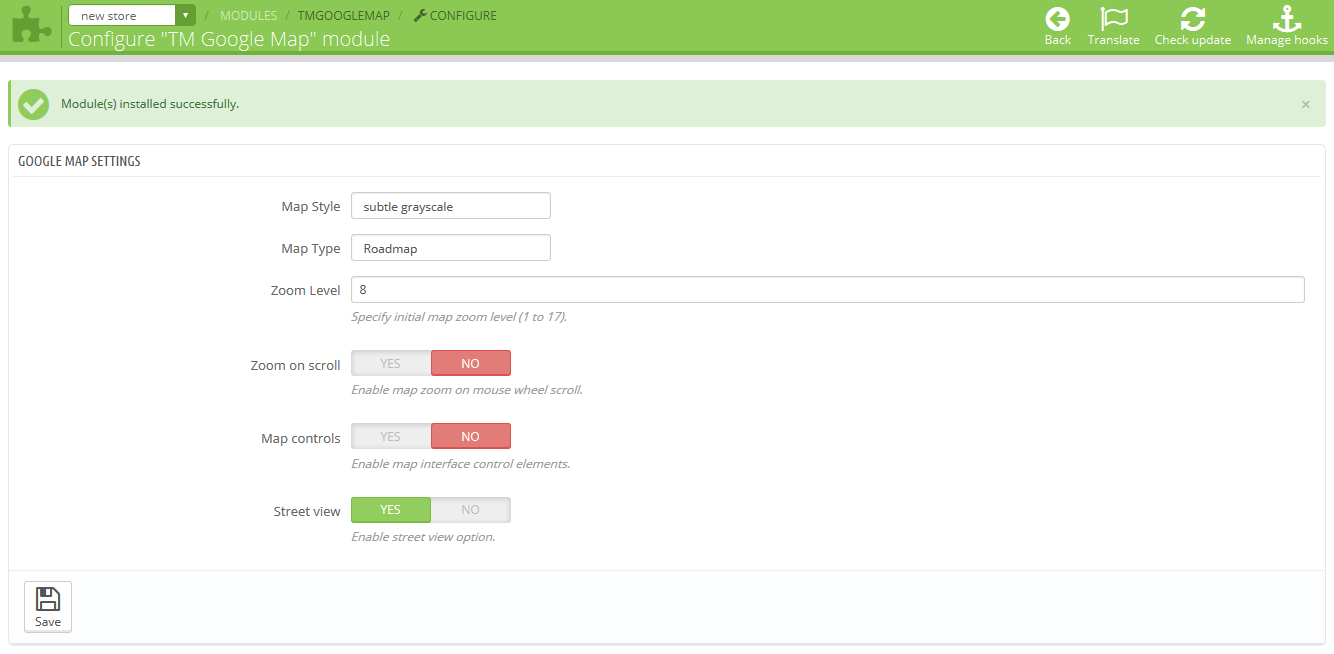 new store / MODULES / TMGOOGLEMAP / CONFIGURE
Configure "TM Google Map" module
Back Translate Check update Manage hooks
Module(s) installed successfully. ×
GOOGLE MAP SETTINGS
Map Style subtle grayscale
Map Type Roadmap
Zoom Level 8
Specify initial map zoom level (1 to 17).
Zoom on scroll YES NO
Enable map zoom on mouse wheel scroll.
Map controls YES NO
Enable map interface control elements.
Street view YES NO
Enable street view option.
Save